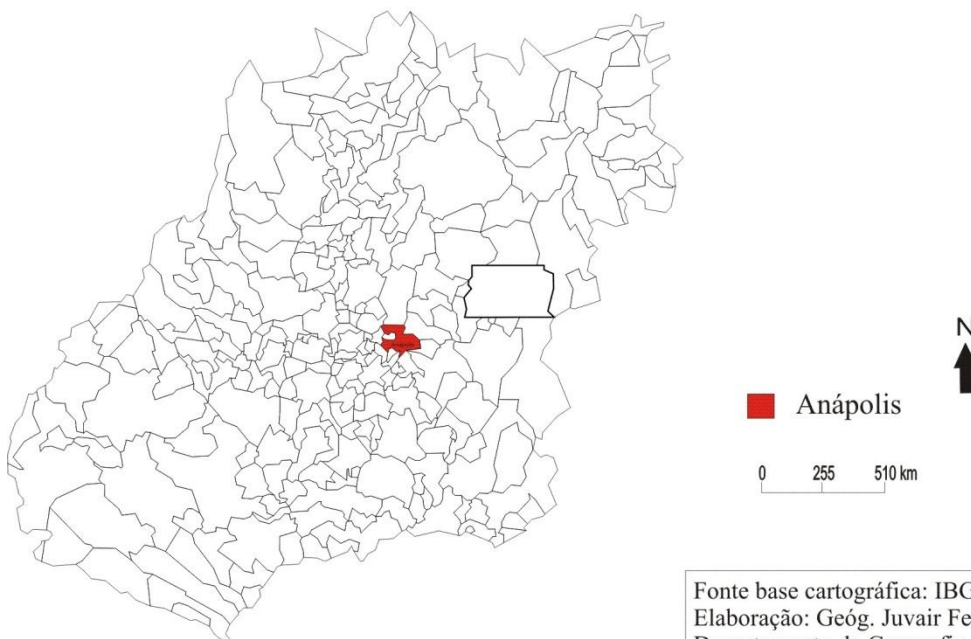 N
Anápolis
0 255 510 km
Fonte base cartográfica: IBG
Elaboração: Geóg. Juvair Fe